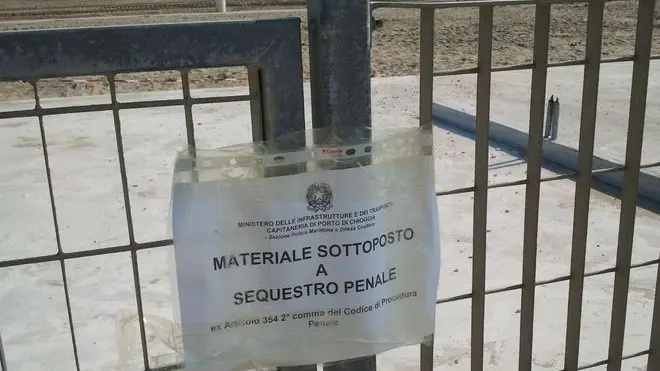 MINISTERO DELLE INFRASTRUTTURE E DEI TRASPORTI
CAPITANERIA DI PORTO DI CHIOGGIA
- Sezione Polizia Marittima e Difesa Costiera
MATERIALE SOTTOPOSTO
A
SEQUESTRO PENALE
ex Articolo 354 2° comma del Codice di Procedura
Penale